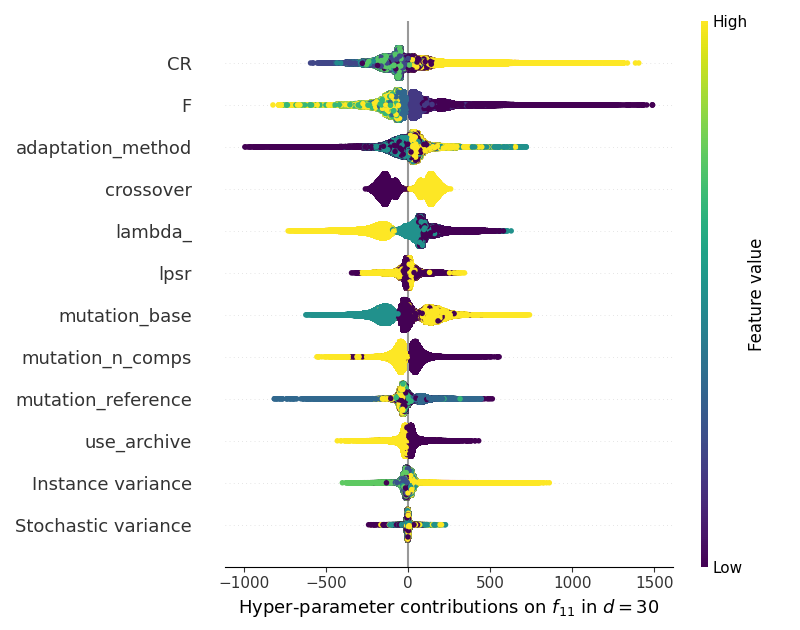 High
CR
F
adaptation_method
crossover
lambda_
lpsr
mutation_base
mutation_n_comps
mutation_reference
use_archive
Instance variance
Stochastic variance
Feature value
Low
−1000 −500 0 500 1000 1500
Hyper-parameter contributions on f₁₁ in d = 30